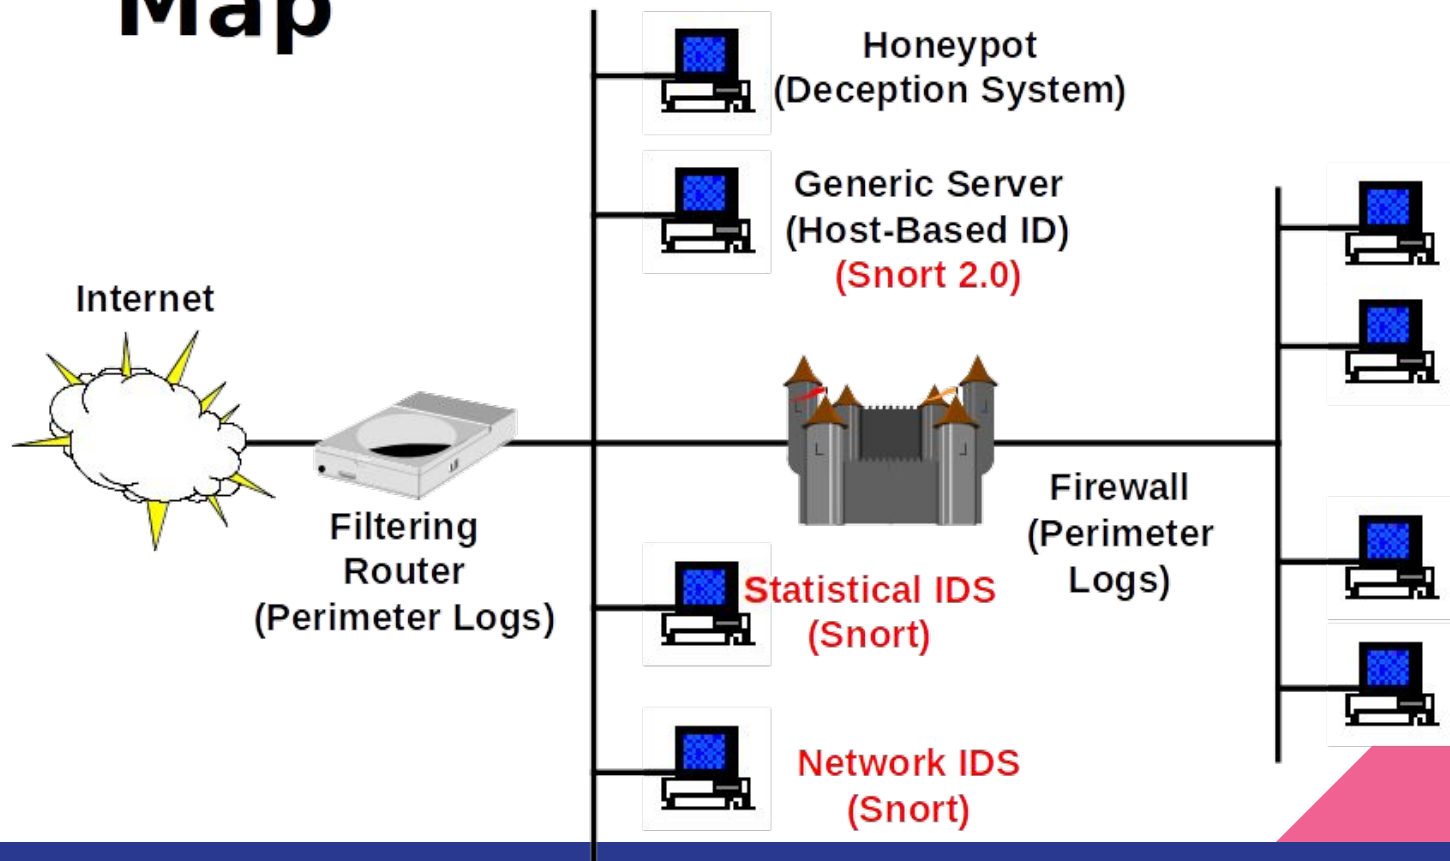 Map
Honeypot
(Deception System)
Generic Server
(Host-Based ID)
(Snort 2.0)
Internet
Filtering
Router
(Perimeter Logs)
Firewall
(Perimeter
Logs)
Statistical IDS
(Snort)
Network IDS
(Snort)